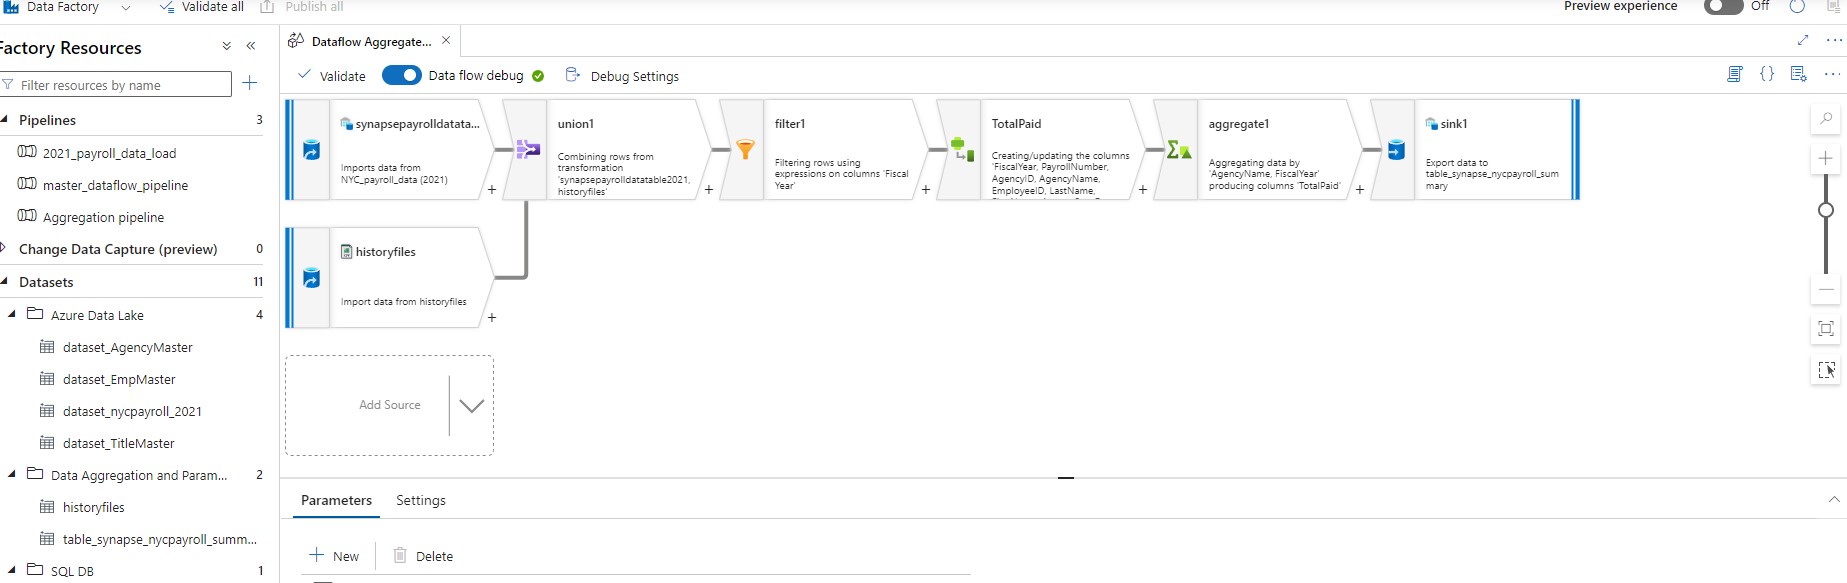 Data Factory
Validate all
Publish all
Preview experience
Off
Factory Resources
Filter resources by name
Pipelines 3
2021_payroll_data_load
master_dataflow_pipeline
Aggregation pipeline
Change Data Capture (preview) 0
Datasets 11
Azure Data Lake 4
dataset_AgencyMaster
dataset_EmpMaster
dataset_nycpayroll_2021
dataset_TitleMaster
Data Aggregation and Param... 2
historyfiles
table_synapse_nycpayroll_summ...
SQL DB 1
Dataflow Aggregate...
Validate
Data flow debug
Debug Settings
synapsepayrolldatata...
Imports data from
NYC_payroll_data (2021)
union1
Combining rows from
transformation
'synapsepayrolldatatable2021,
historyfiles'
filter1
Filtering rows using
expressions on columns 'Fiscal
Year'
TotalPaid
Creating/updating the columns
'FiscalYear, PayrollNumber,
AgencyID, AgencyName,
EmployeeID, LastName,
aggregate1
Aggregating data by
'AgencyName, FiscalYear'
producing columns 'TotalPaid'
sink1
Export data to
table_synapse_nycpayroll_sum
mary
historyfiles
Import data from historyfiles
Add Source
Parameters
Settings
New
Delete